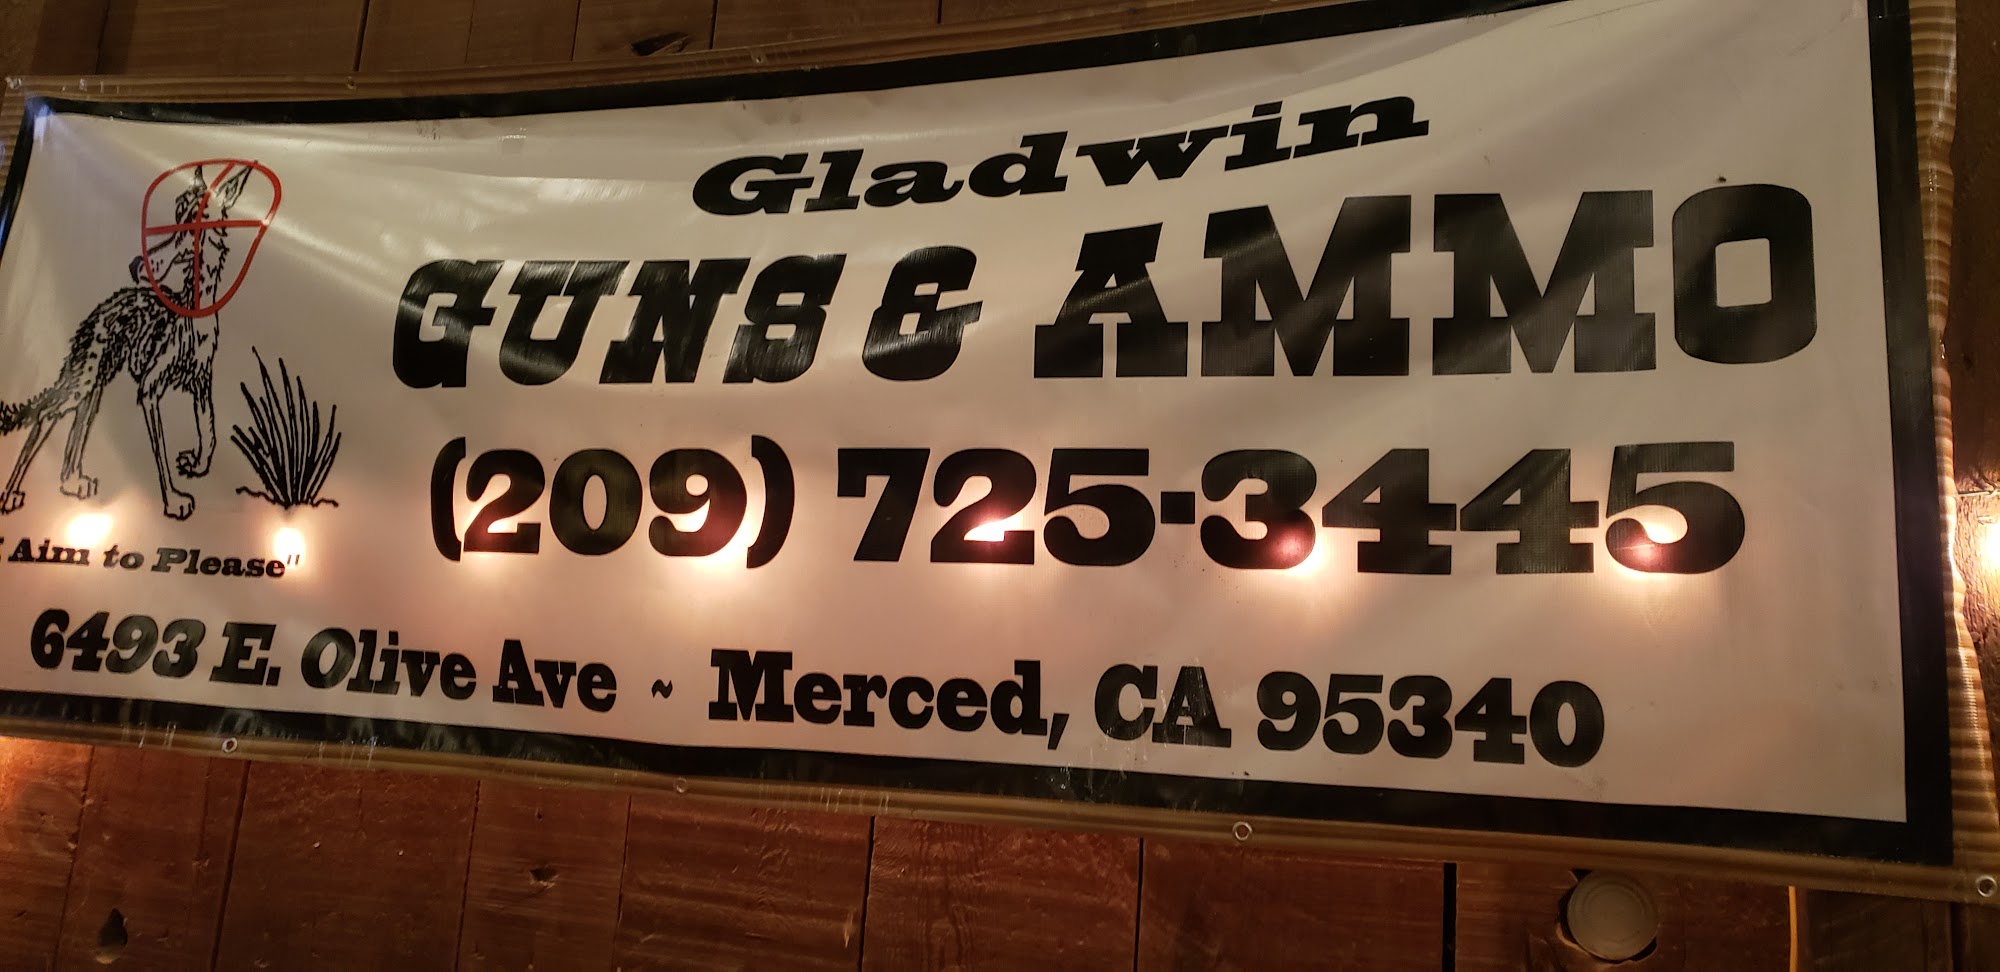 Gladwin
GUNS & AMMO
(209) 725-3445
Aim to Please"
6493 E. Olive Ave ~ Merced, CA 95340